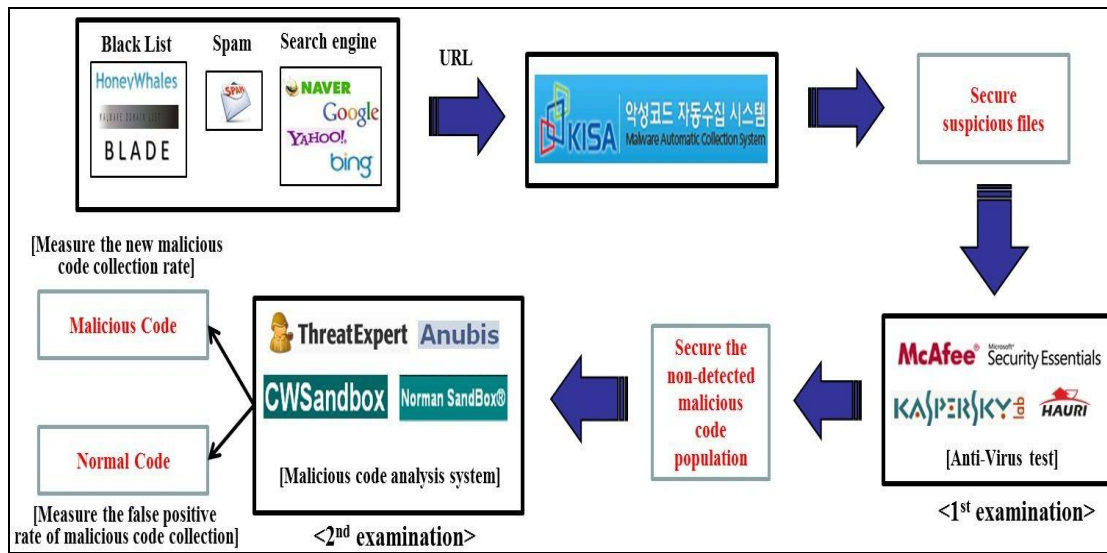 Black List
Spam
Search engine
HoneyWhales
MALWARE DOMAIN LIST
BLADE
SPAM
NAVER
Google
YAHOO!
bing
URL
KISA
악성코드 자동수집 시스템
Malware Automatic Collection System
Secure
suspicious files
[Measure the new malicious
code collection rate]
Malicious Code
Normal Code
[Measure the false positive
rate of malicious code collection]
ThreatExpert
Anubis
CWSandbox
Norman SandBox®
[Malicious code analysis system]
<2nd examination>
Secure the
non-detected
malicious
code
population
McAfee®
Microsoft®
Security Essentials
KASPERSKY lab
HAURI
[Anti-Virus test]
<1st examination>